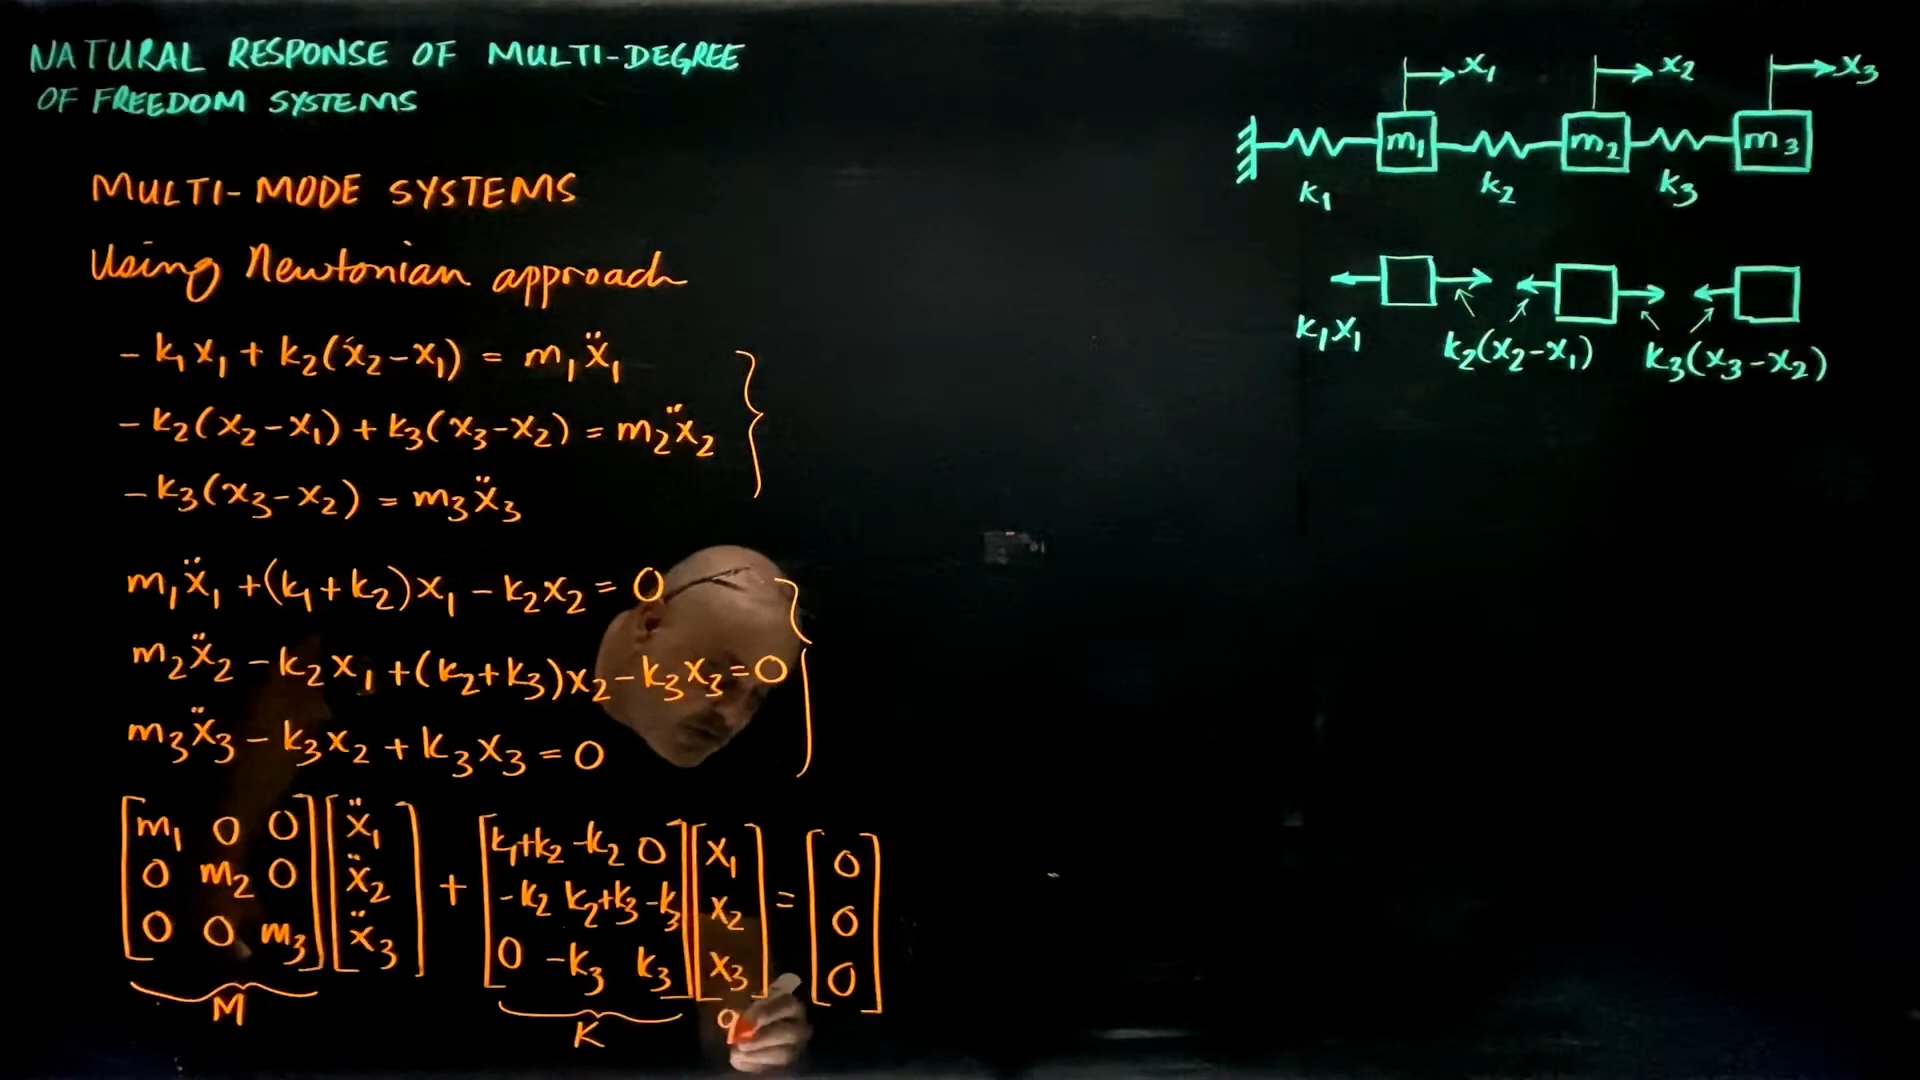 NATURAL RESPONSE OF MULTI-DEGREE
OF FREEDOM SYSTEMS
MULTI-MODE SYSTEMS
Using Newtonian approach
-k₁x₁ + k₂(x₂-x₁) = m₁ẍ₁
-k₂(x₂-x₁) + k₃(x₃-x₂) = m₂ẍ₂
-k₃(x₃-x₂) = m₃ẍ₃
m₁ẍ₁ + (k₁+k₂)x₁ - k₂x₂ = 0
m₂ẍ₂ - k₂x₁ + (k₂+k₃)x₂ - k₃x₃ = 0
m₃ẍ₃ - k₃x₂ + k₃x₃ = 0
m₁ 0 0 ẍ₁ k₁+k₂ -k₂ 0 x₁ 0
0 m₂ 0 ẍ₂ + -k₂ k₂+k₃ -k₃ x₂ = 0
0 0 m₃ ẍ₃ 0 -k₃ k₃ x₃ 0
M K q
x₁ x₂ x₃
m₁ m₂ m₃
k₁ k₂ k₃
k₁x₁ k₂(x₂-x₁) k₃(x₃-x₂)